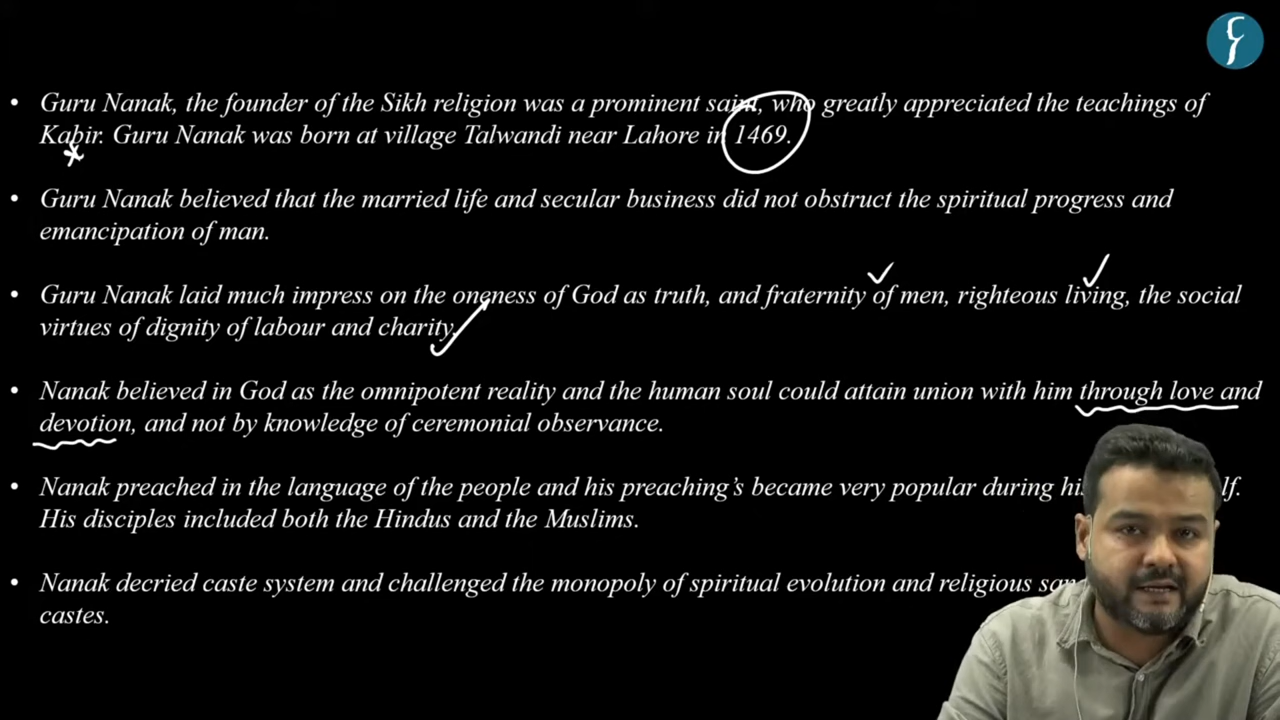 • Guru Nanak, the founder of the Sikh religion was a prominent saint, who greatly appreciated the teachings of
Kabir. Guru Nanak was born at village Talwandi near Lahore in 1469.
• Guru Nanak believed that the married life and secular business did not obstruct the spiritual progress and
emancipation of man.
• Guru Nanak laid much impress on the oneness of God as truth, and fraternity of men, righteous living, the social
virtues of dignity of labour and charity.
• Nanak believed in God as the omnipotent reality and the human soul could attain union with him through love and
devotion, and not by knowledge of ceremonial observance.
• Nanak preached in the language of the people and his preaching's became very popular during
His disciples included both the Hindus and the Muslims.
• Nanak decried caste system and challenged the monopoly of spiritual evolution and religious
castes.